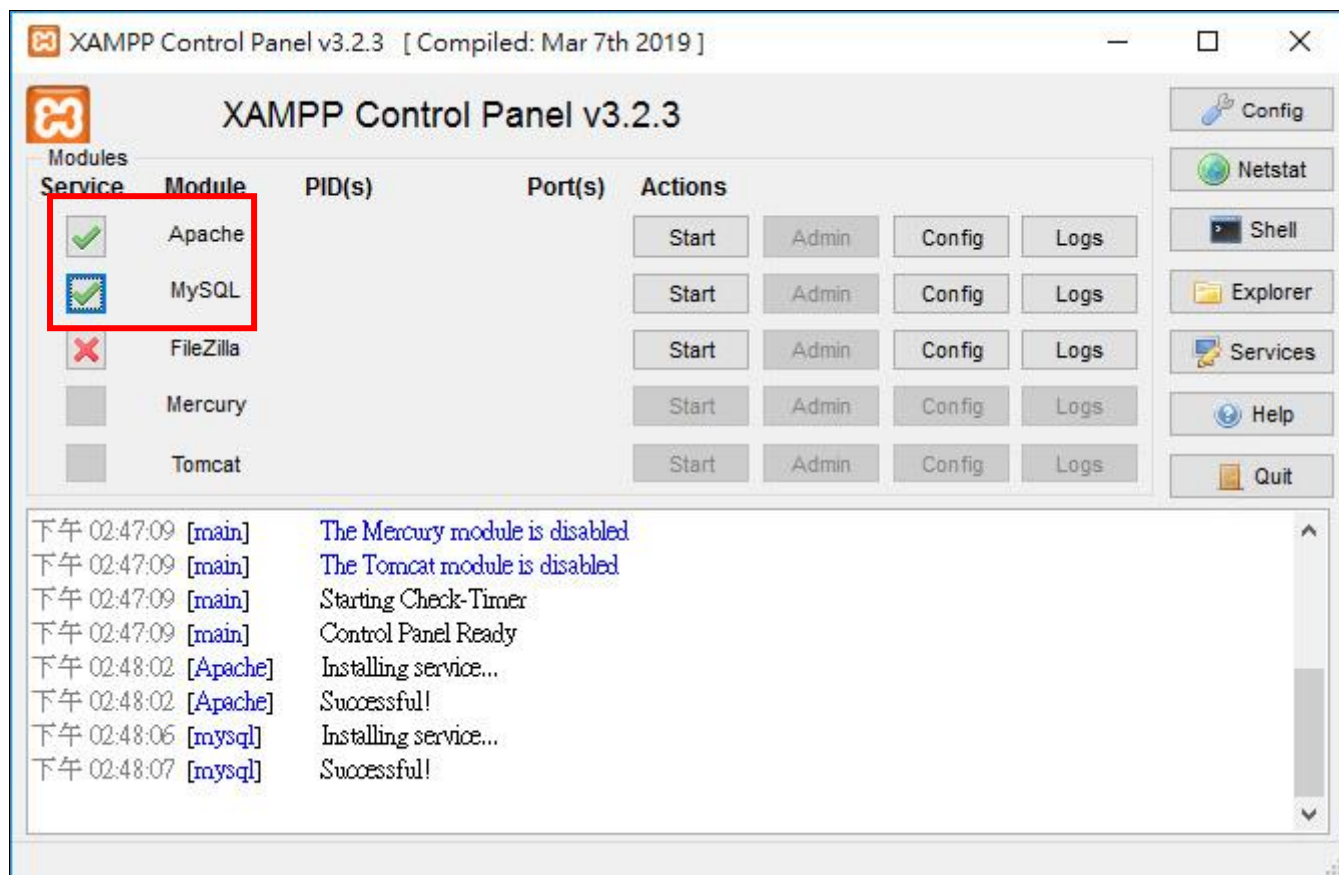 XAMPP Control Panel v3.2.3 [ Compiled: Mar 7th 2019 ]
XAMPP Control Panel v3.2.3
Config
Modules
Service Module PID(s) Port(s) Actions
Netstat
Apache Start Admin Config Logs
Shell
MySQL Start Admin Config Logs
Explorer
FileZilla Start Admin Config Logs
Services
Mercury Start Admin Config Logs
Help
Tomcat Start Admin Config Logs
Quit
下午 02:47:09 [main] The Mercury module is disabled
下午 02:47:09 [main] The Tomcat module is disabled
下午 02:47:09 [main] Starting Check-Timer
下午 02:47:09 [main] Control Panel Ready
下午 02:48:02 [Apache] Installing service...
下午 02:48:02 [Apache] Successful!
下午 02:48:06 [mysql] Installing service...
下午 02:48:07 [mysql] Successful!